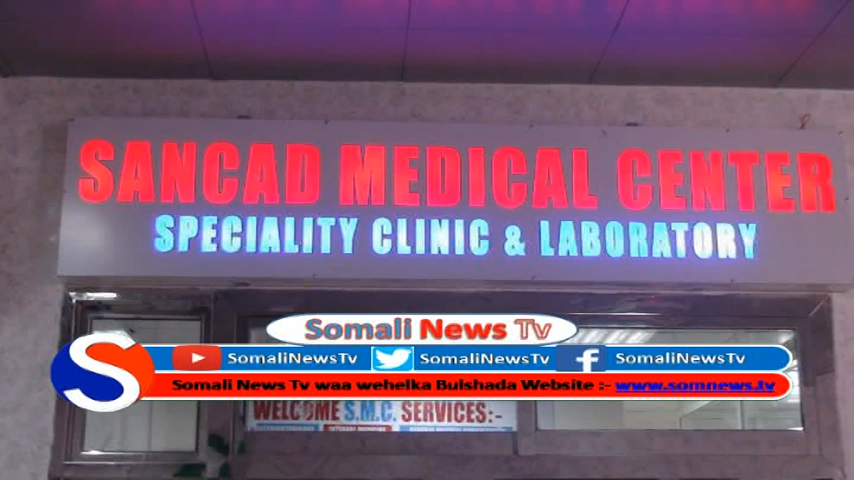 SANCAD MEDICAL CENTER
SPECIALITY CLINIC & LABORATORY
Somali News Tv
SomaliNewsTv SomaliNewsTv f SomaliNewsTv
S
Somali News Tv waa wehelka Bulshada Website :- www.somnews.tv
WELCOME S.M.C. SERVICES:-